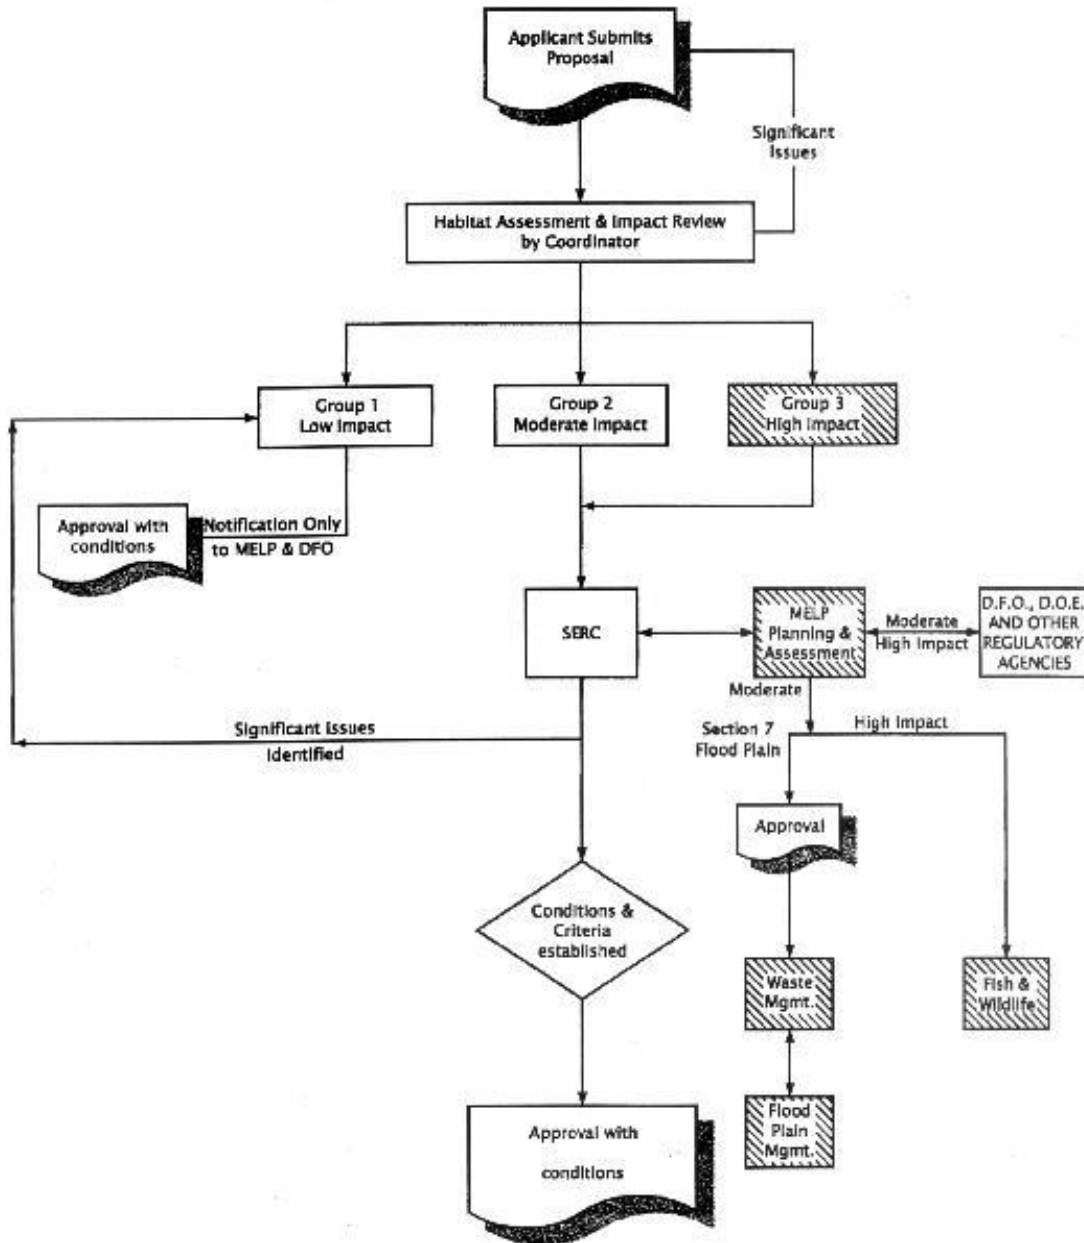 Applicant Submits
Proposal
Significant
Issues
Habitat Assessment & Impact Review
by Coordinator
Group 1
Low Impact
Group 2
Moderate Impact
Group 3
High Impact
Approval with
conditions
Notification Only
to MELP & DFO
SERC
MELP
Planning &
Assessment
Moderate
High Impact
D.F.O., D.O.E.
AND OTHER
REGULATORY
AGENCIES
Moderate
Significant issues
Identified
Section 7
Flood Plain
High Impact
Approval
Conditions &
Criteria
established
Waste
Mgmt.
Fish &
Wildlife
Flood
Plain
Mgmt.
Approval with
conditions